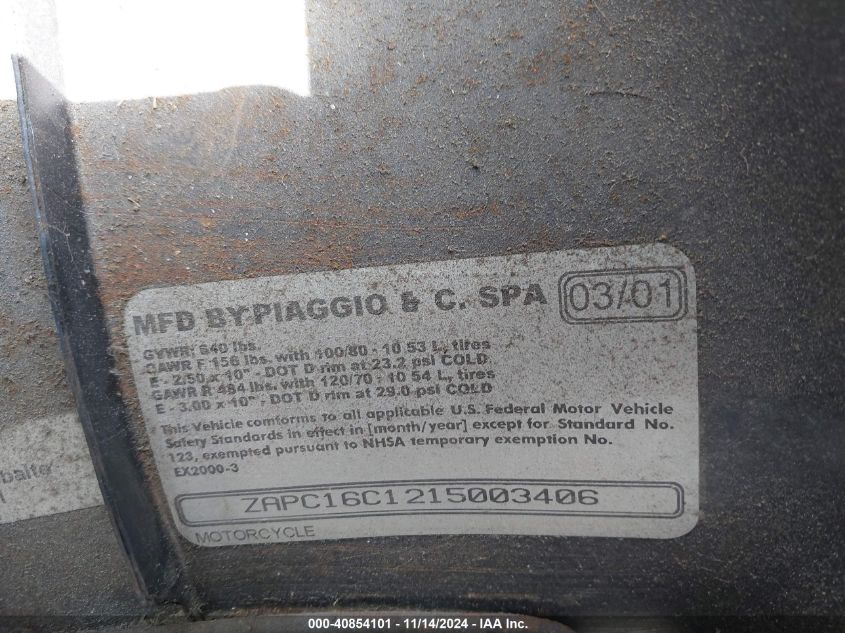 MFD BY:PIAGGIO & C. SPA 03/01
GVWR: 640 lbs.
GAWR F 156 lbs. with 100/80 - 10 53 L, tires
E - 2/50 x 10" - DOT D rim at 23.2 psi COLD
GAWR R 484 lbs. with 120/70 - 10 54 L, tires
E - 3.00 x 10" - DOT D rim at 29.0 psi COLD
This Vehicle comforms to all applicable U.S. Federal Motor Vehicle
Safety Standards in effect in [month/year] except for Standard No.
123, exempted pursuant to NHSA temporary exemption No.
EX2000-3
ZAPC16C1215003406
MOTORCYCLE
balto
000-40854101 - 11/14/2024 - IAA Inc.